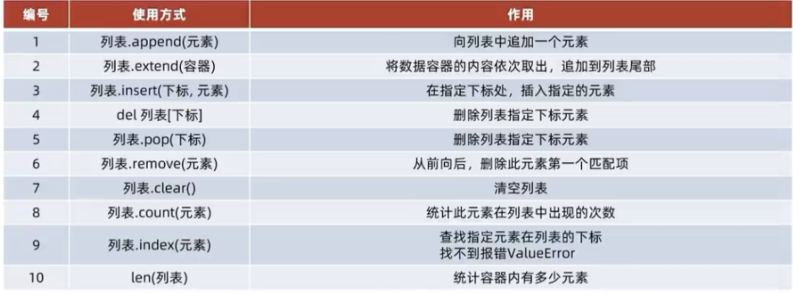 编号 使用方式 作用
1 列表.append(元素) 向列表中追加一个元素
2 列表.extend(容器) 将数据容器的内容依次取出，追加到列表尾部
3 列表.insert(下标, 元素) 在指定下标处，插入指定的元素
4 del 列表[下标] 删除列表指定下标元素
5 列表.pop(下标) 删除列表指定下标元素
6 列表.remove(元素) 从前向后，删除此元素第一个匹配项
7 列表.clear() 清空列表
8 列表.count(元素) 统计此元素在列表中出现的次数
9 列表.index(元素) 查找指定元素在列表的下标
找不到报错ValueError
10 len(列表) 统计容器内有多少元素